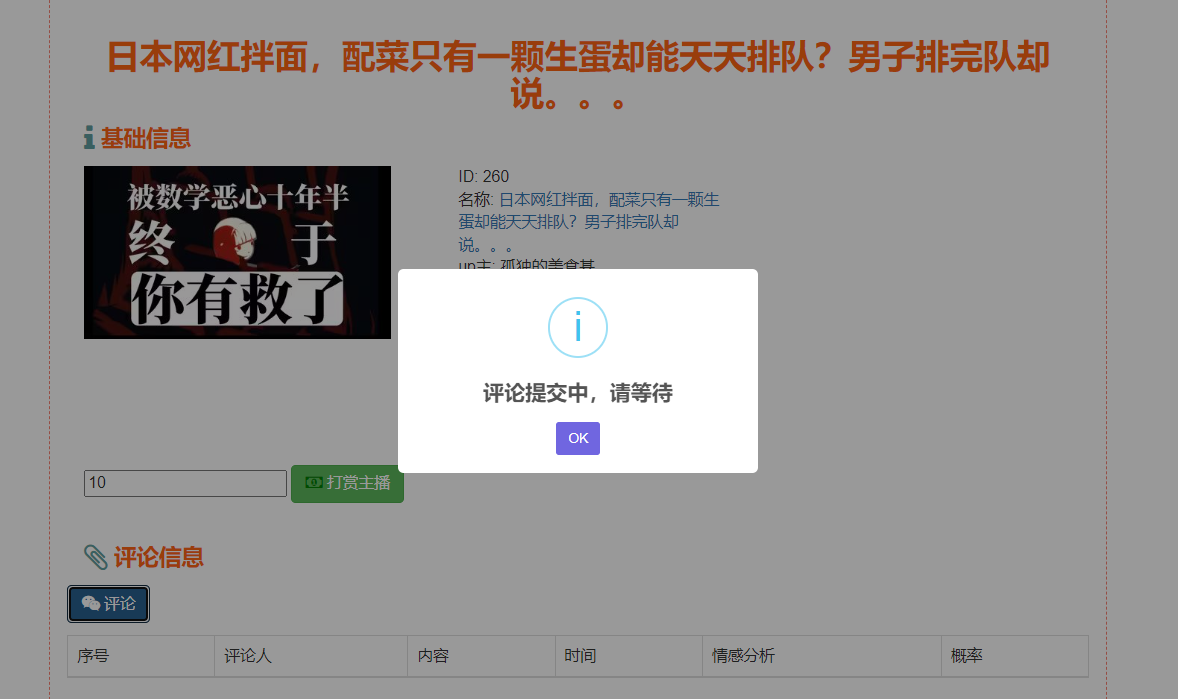 日本网红拌面，配菜只有一颗生蛋却能天天排队？男子排完队却
说。。。
基础信息
被数学恶心十年半
终 于
你有救了
ID: 260
名称: 日本网红拌面，配菜只有一颗生
蛋却能天天排队？男子排完队却
说。。。
up主: 孤独的美食基
i
评论提交中，请等待
OK
10
打赏主播
评论信息
评论
序号 评论人 内容 时间 情感分析 概率